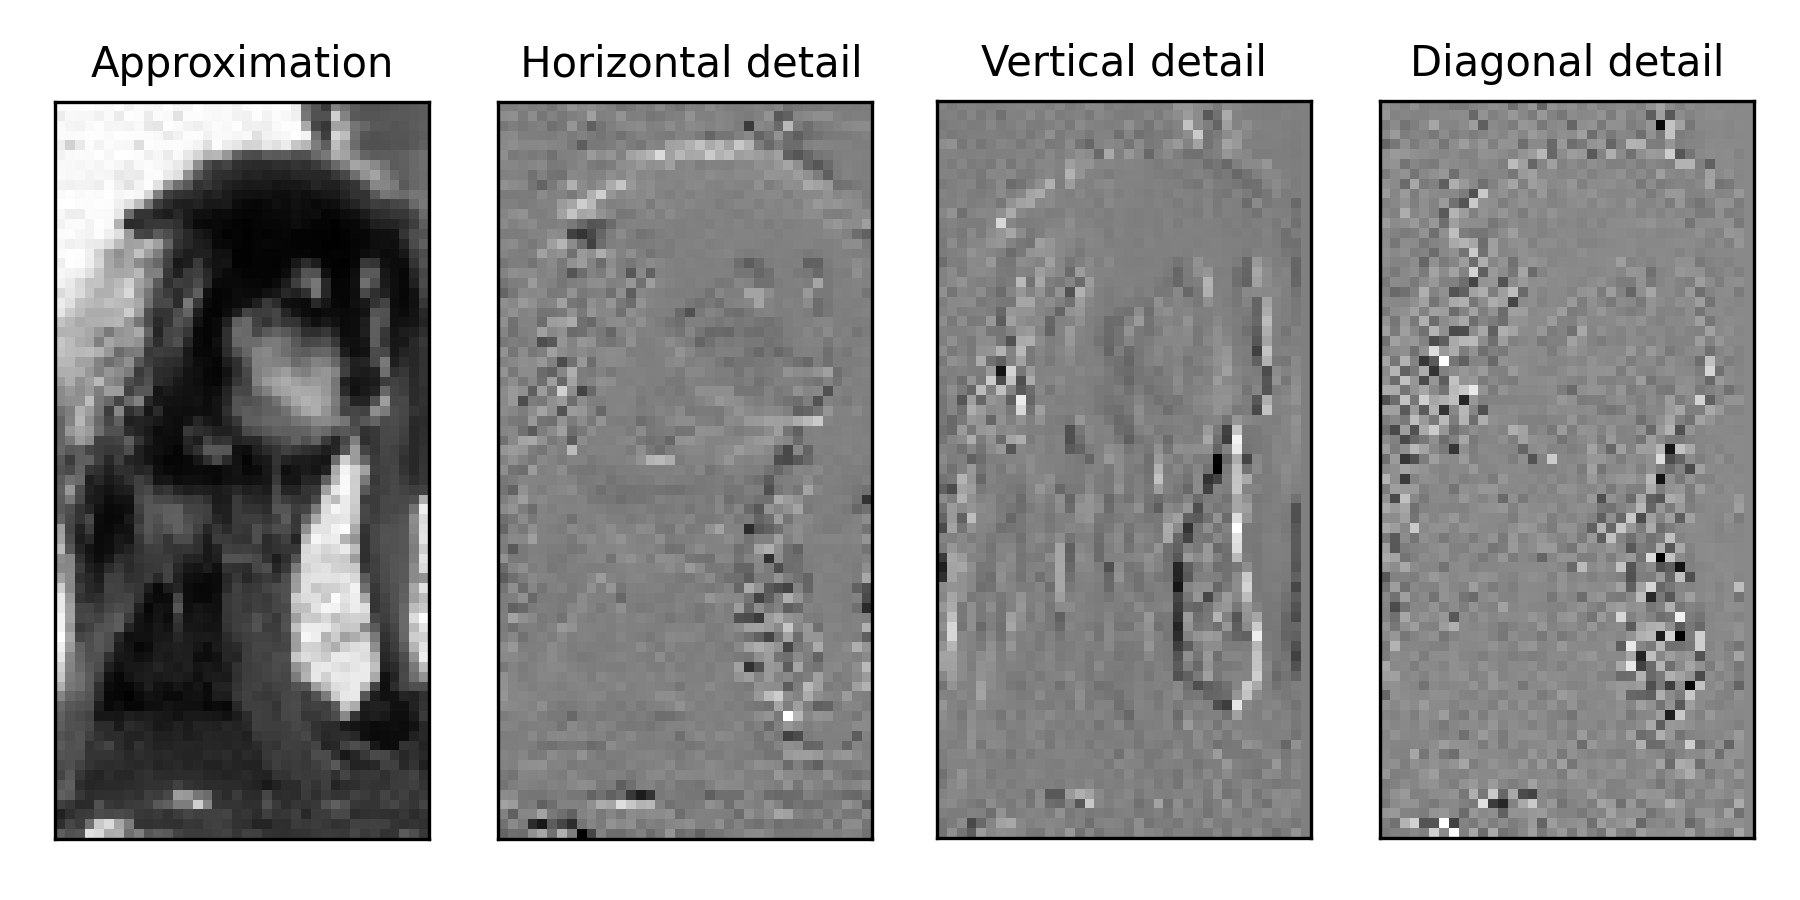 Approximation
Horizontal detail
Vertical detail
Diagonal detail